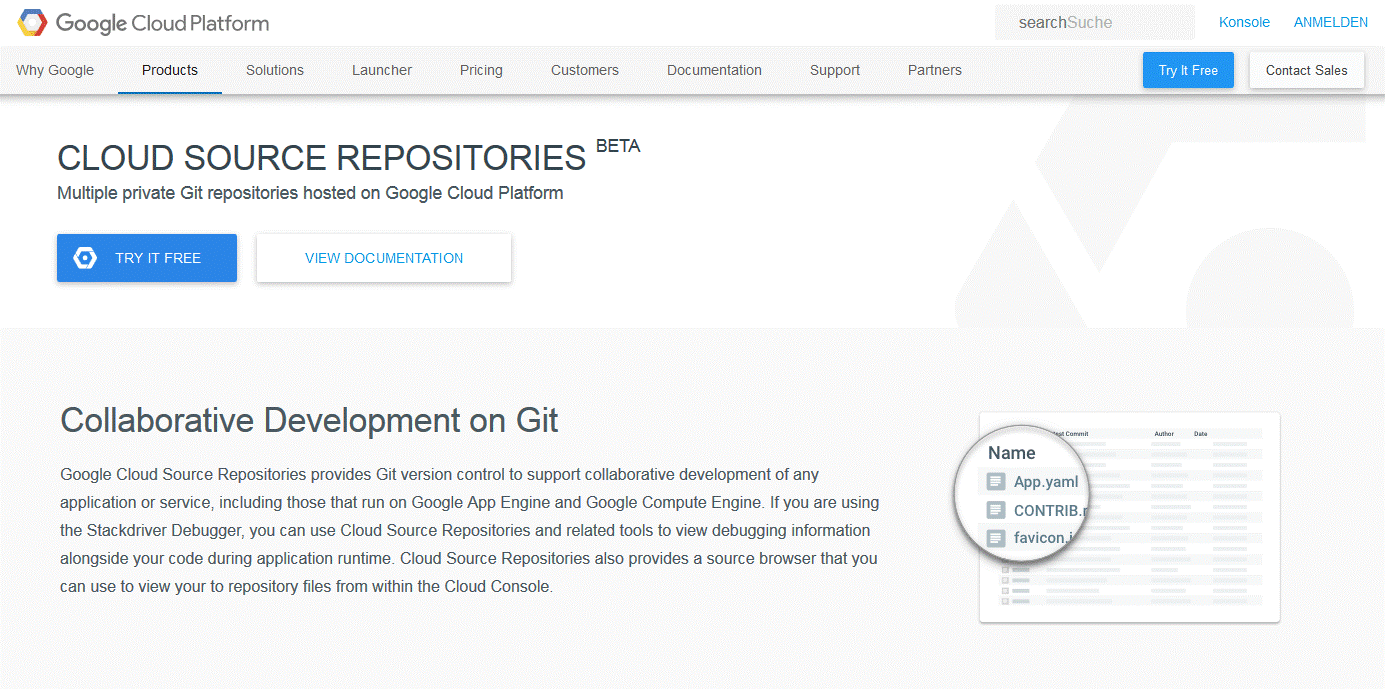 Google Cloud Platform
searchSuche
Konsole
ANMELDEN
Why Google
Products
Solutions
Launcher
Pricing
Customers
Documentation
Support
Partners
Try It Free
Contact Sales
CLOUD SOURCE REPOSITORIES BETA
Multiple private Git repositories hosted on Google Cloud Platform
TRY IT FREE
VIEW DOCUMENTATION
Collaborative Development on Git
Google Cloud Source Repositories provides Git version control to support collaborative development of any
application or service, including those that run on Google App Engine and Google Compute Engine. If you are using
the Stackdriver Debugger, you can use Cloud Source Repositories and related tools to view debugging information
alongside your code during application runtime. Cloud Source Repositories also provides a source browser that you
can use to view your to repository files from within the Cloud Console.
Commit
Author
Date
Name
App.yaml
CONTRIB.
favicon.